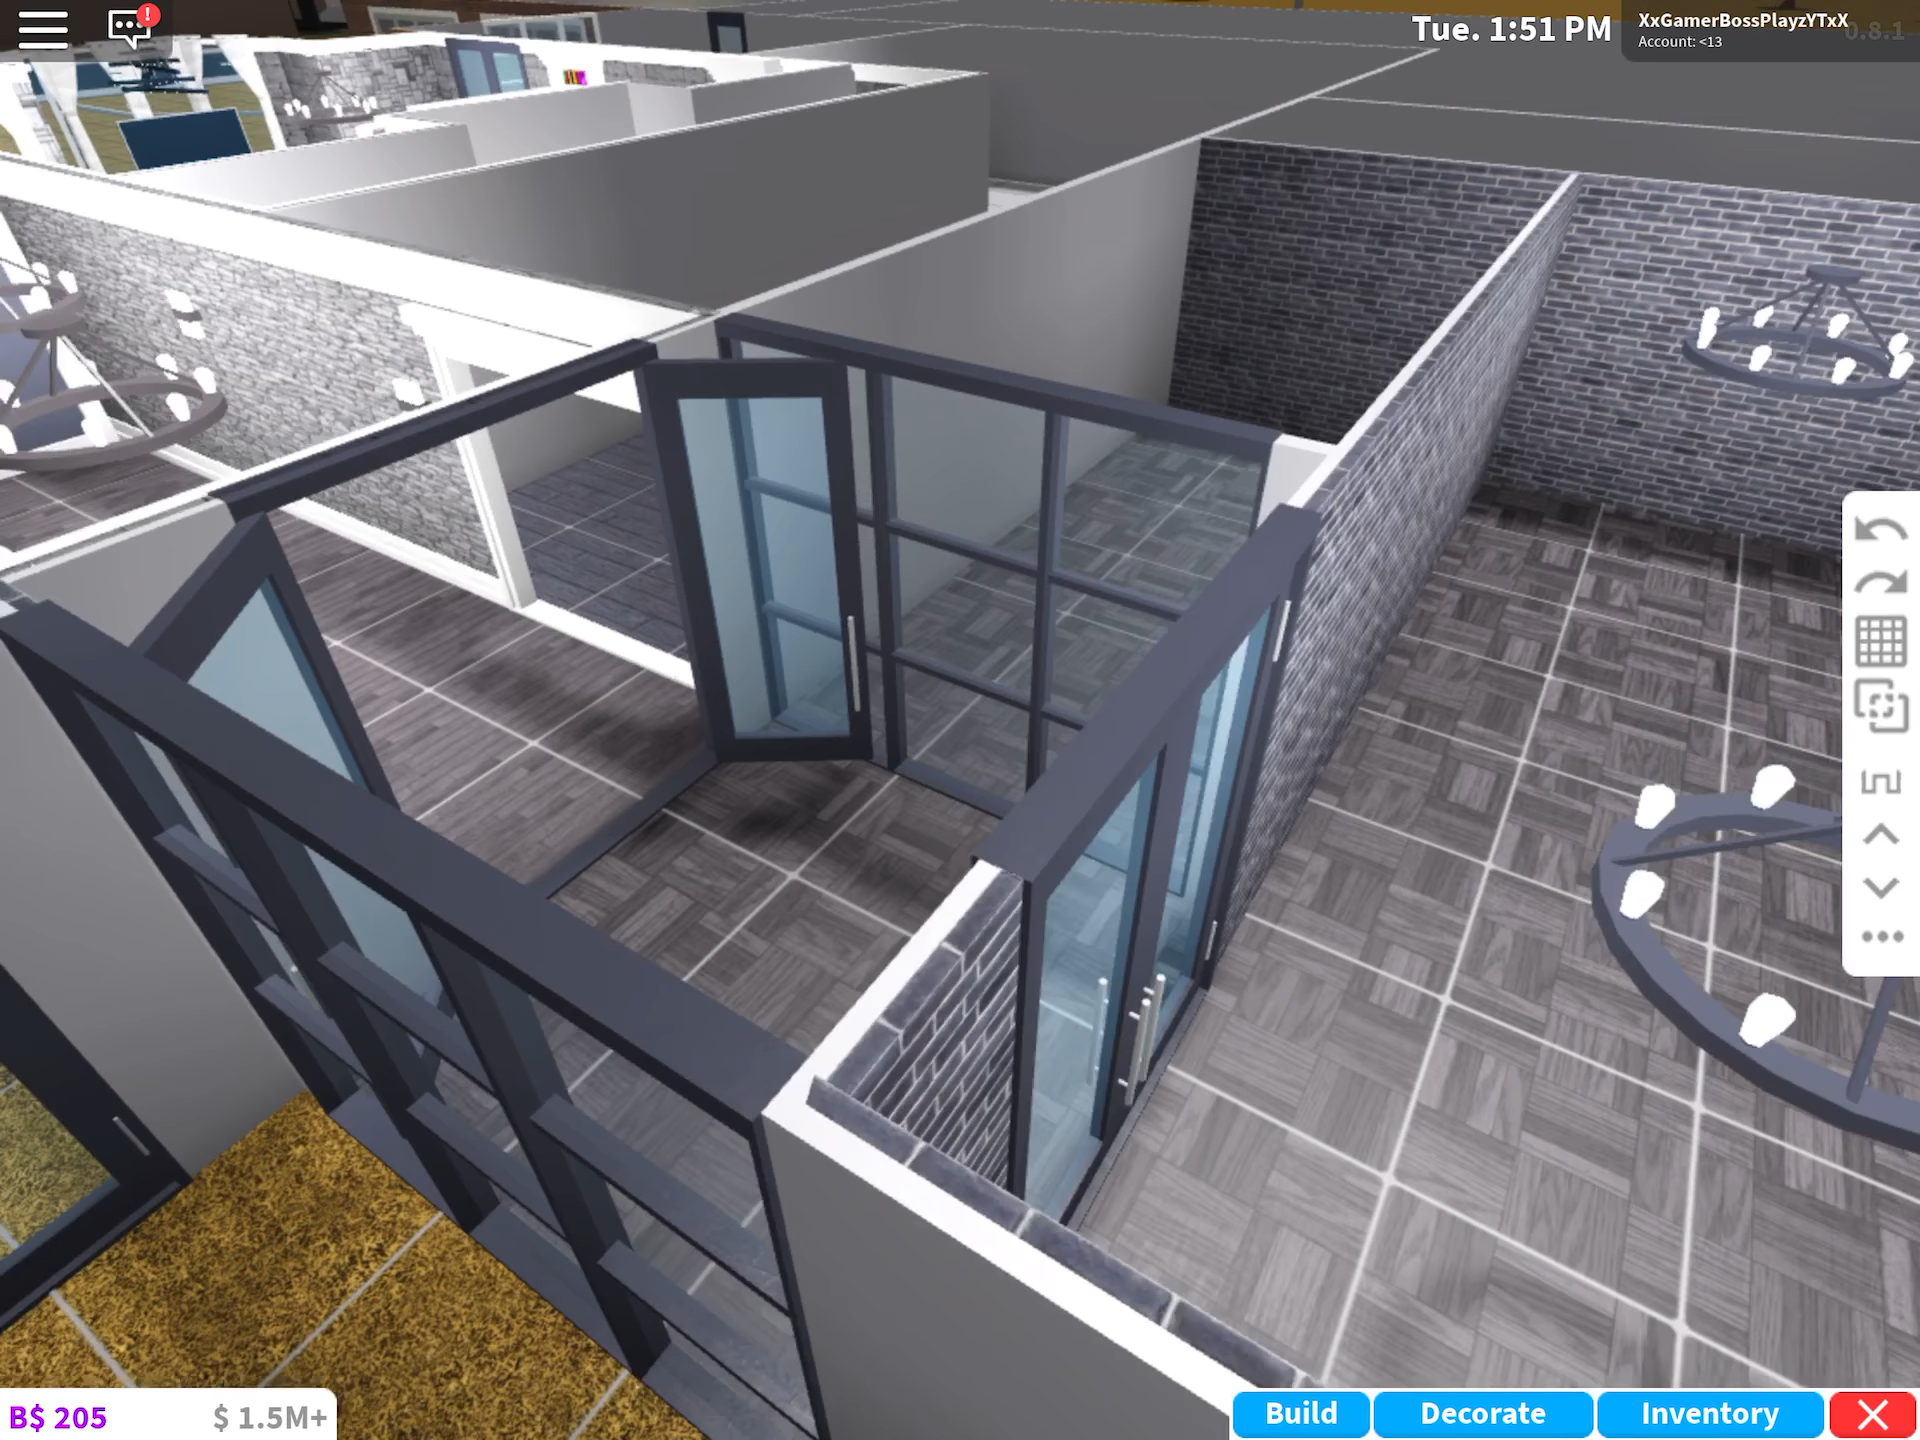 Tue. 1:51 PM
XxGamerBossPlayzYTxX
Account: <13
0.8.1
B$ 205
$ 1.5M+
Build
Decorate
Inventory